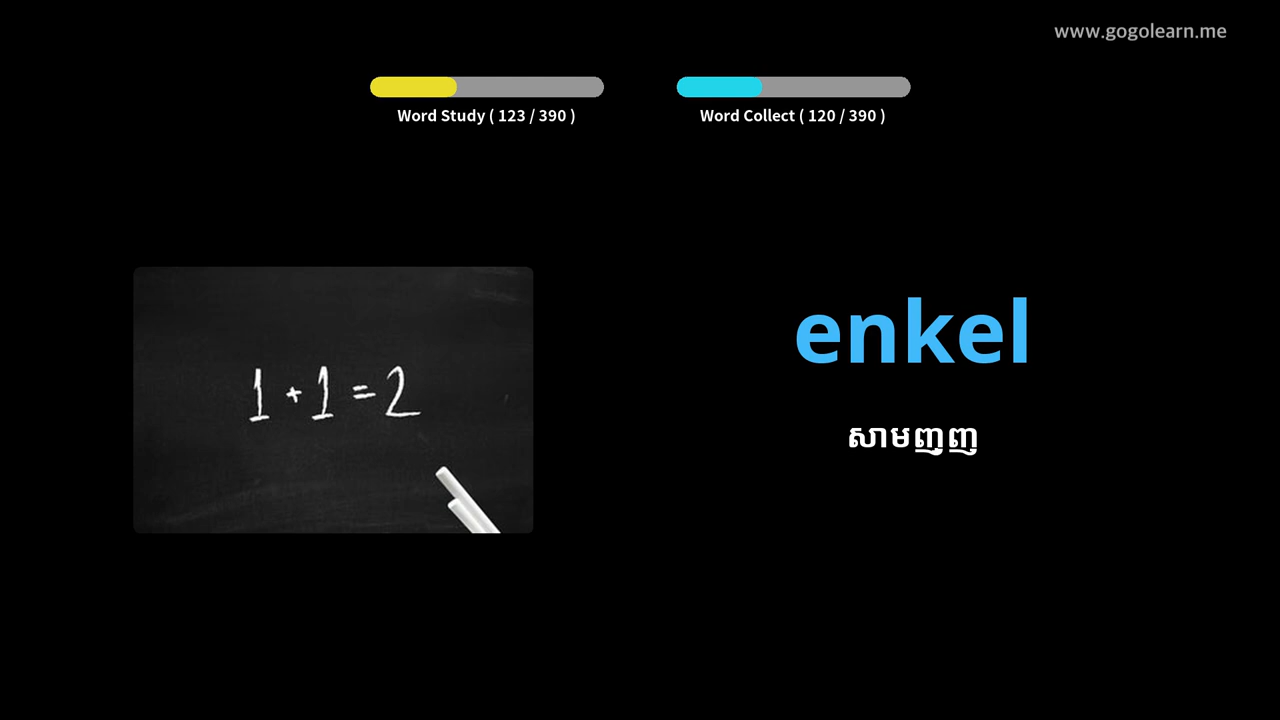 www.gogolearn.me
Word Study ( 123 / 390 )
Word Collect ( 120 / 390 )
1 + 1 = 2
enkel
សាមញ្ញ